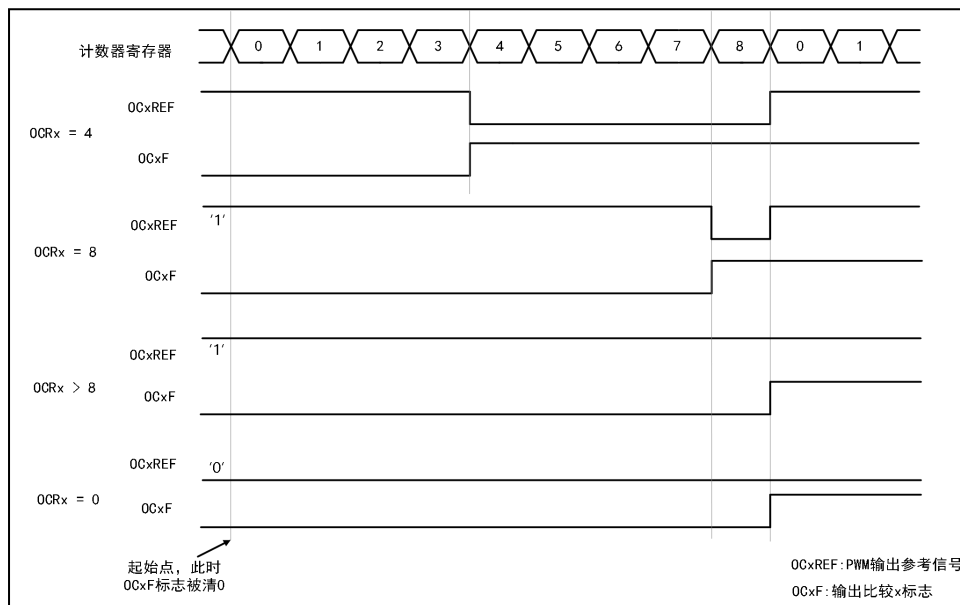 计数器寄存器
0 1 2 3 4 5 6 7 8 0 1
OCxREF
OCRx = 4
OCxF
OCxREF '1'
OCRx = 8
OCxF
OCxREF '1'
OCRx > 8
OCxF
OCxREF '0'
OCRx = 0
OCxF
起始点，此时
OCxF标志被清0
OCxREF:PWM输出参考信号
OCxF:输出比较x标志